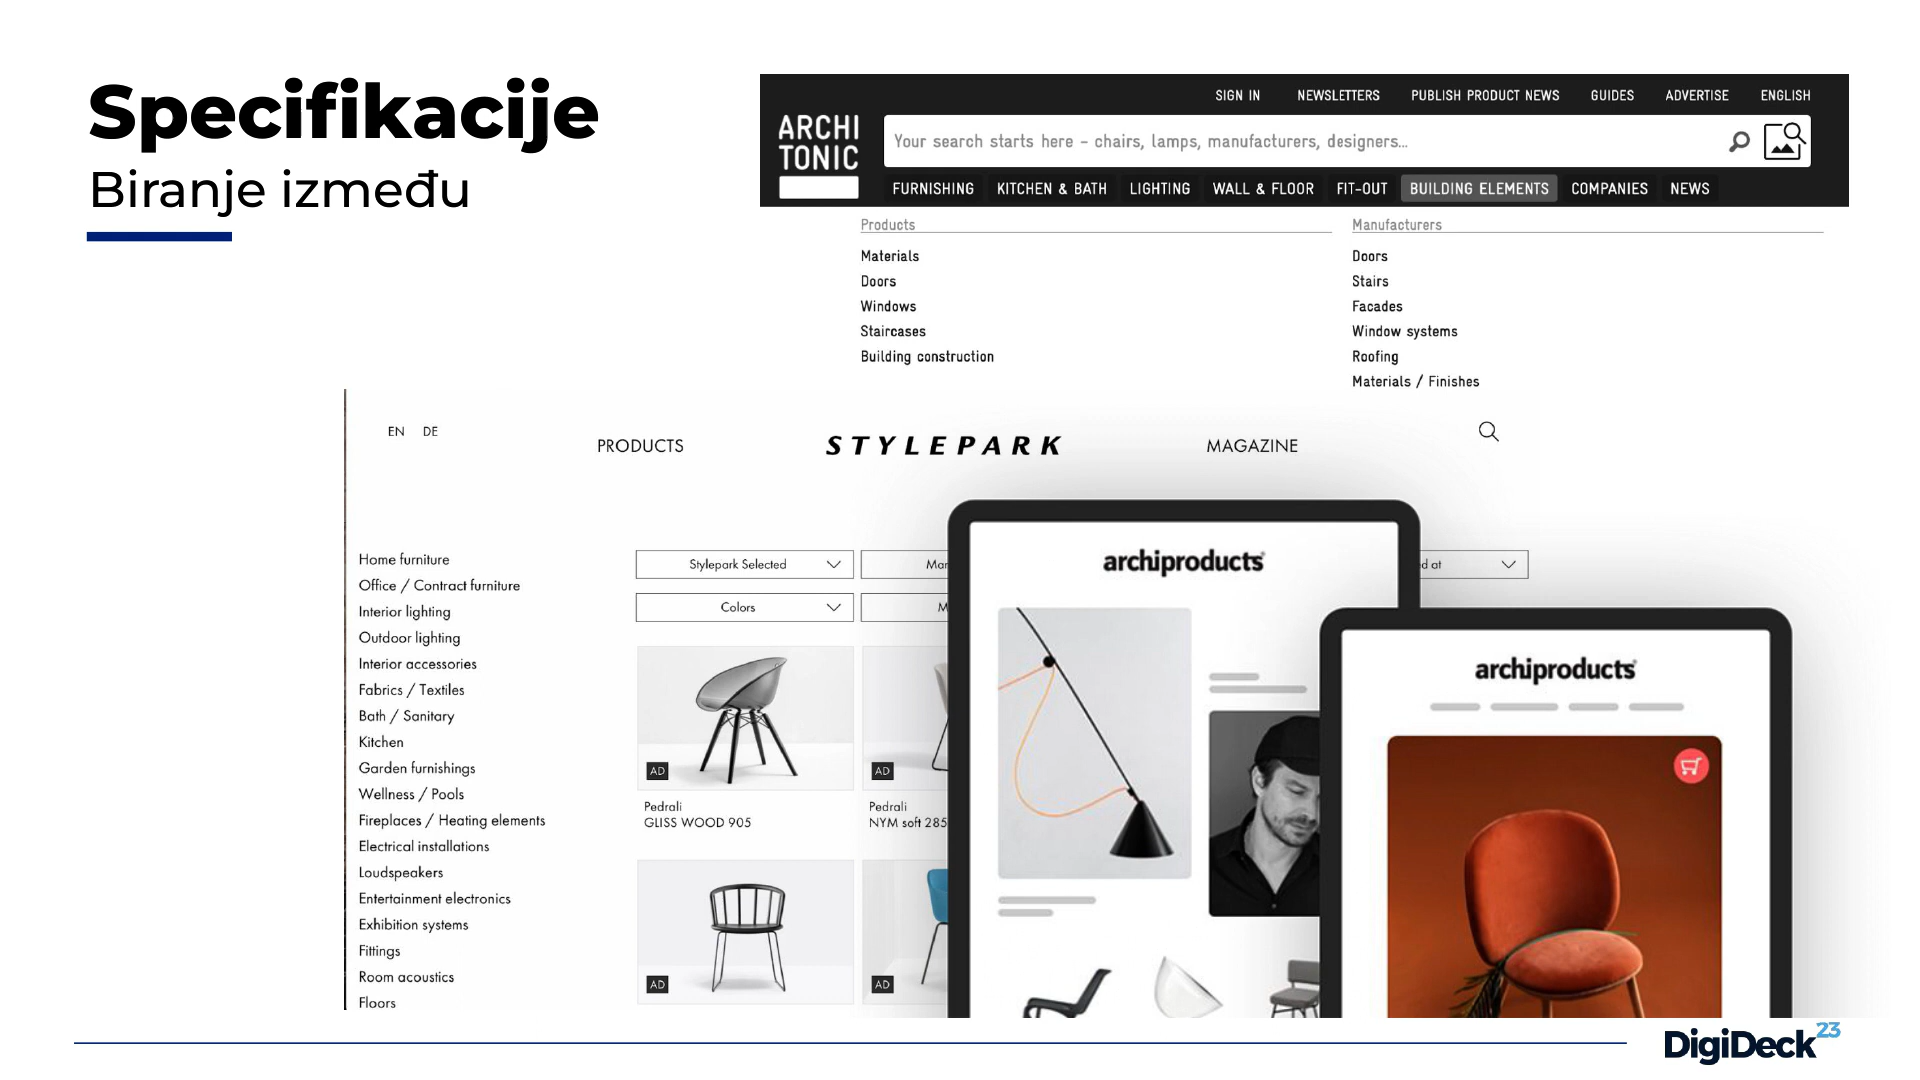 Specifikacije
Biranje između
SIGN IN NEWSLETTERS PUBLISH PRODUCT NEWS GUIDES ADVERTISE ENGLISH
ARCHI
TONIC
Your search starts here – chairs, lamps, manufacturers, designers...
FURNISHING KITCHEN & BATH LIGHTING WALL & FLOOR FIT-OUT BUILDING ELEMENTS COMPANIES NEWS
Products
Materials
Doors
Windows
Staircases
Building construction
Manufacturers
Doors
Stairs
Facades
Window systems
Roofing
Materials / Finishes
EN DE
PRODUCTS
STYLEPARK
MAGAZINE
Home furniture
Office / Contract furniture
Interior lighting
Outdoor lighting
Interior accessories
Fabrics / Textiles
Bath / Sanitary
Kitchen
Garden furnishings
Wellness / Pools
Fireplaces / Heating elements
Electrical installations
Loudspeakers
Entertainment electronics
Exhibition systems
Fittings
Room acoustics
Floors
Stylepark Selected
Colors
AD
AD
Pedrali
GLISS WOOD 905
Pedrali
NYM soft 285
AD
AD
archiproducts
archiproducts
DigiDeck23